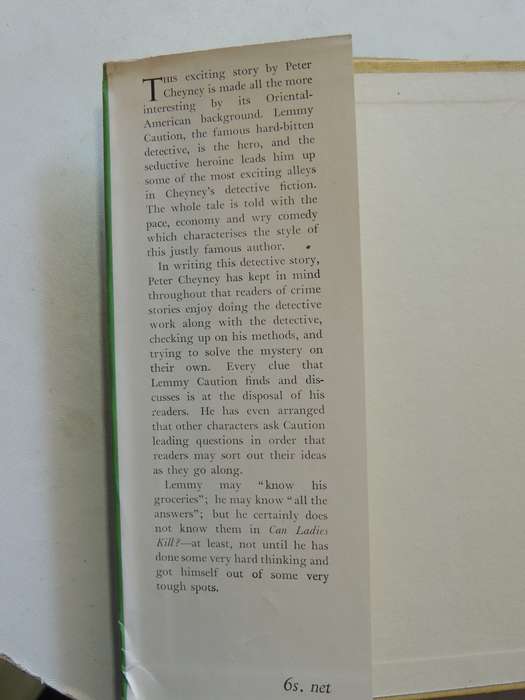 This exciting story by Peter
Cheyney is made all the more
interesting by its Oriental-
American background. Lemmy
Caution, the famous hard-bitten
detective, is the hero, and the
seductive heroine leads him up
some of the most exciting alleys
in Cheyney's detective fiction.
The whole tale is told with the
pace, economy and wry comedy
which characterises the style of
this justly famous author.
In writing this detective story,
Peter Cheyney has kept in mind
throughout that readers of crime
stories enjoy doing the detective
work along with the detective,
checking up on his methods, and
trying to solve the mystery on
their own. Every clue that
Lemmy Caution finds and dis-
cusses is at the disposal of his
readers. He has even arranged
that other characters ask Caution
leading questions in order that
readers may sort out their ideas
as they go along.
Lemmy may "know his
groceries"; he may know "all the
answers"; but he certainly does
not know them in Can Ladies
Kill?—at least, not until he has
done some very hard thinking and
got himself out of some very
tough spots.
6s. net